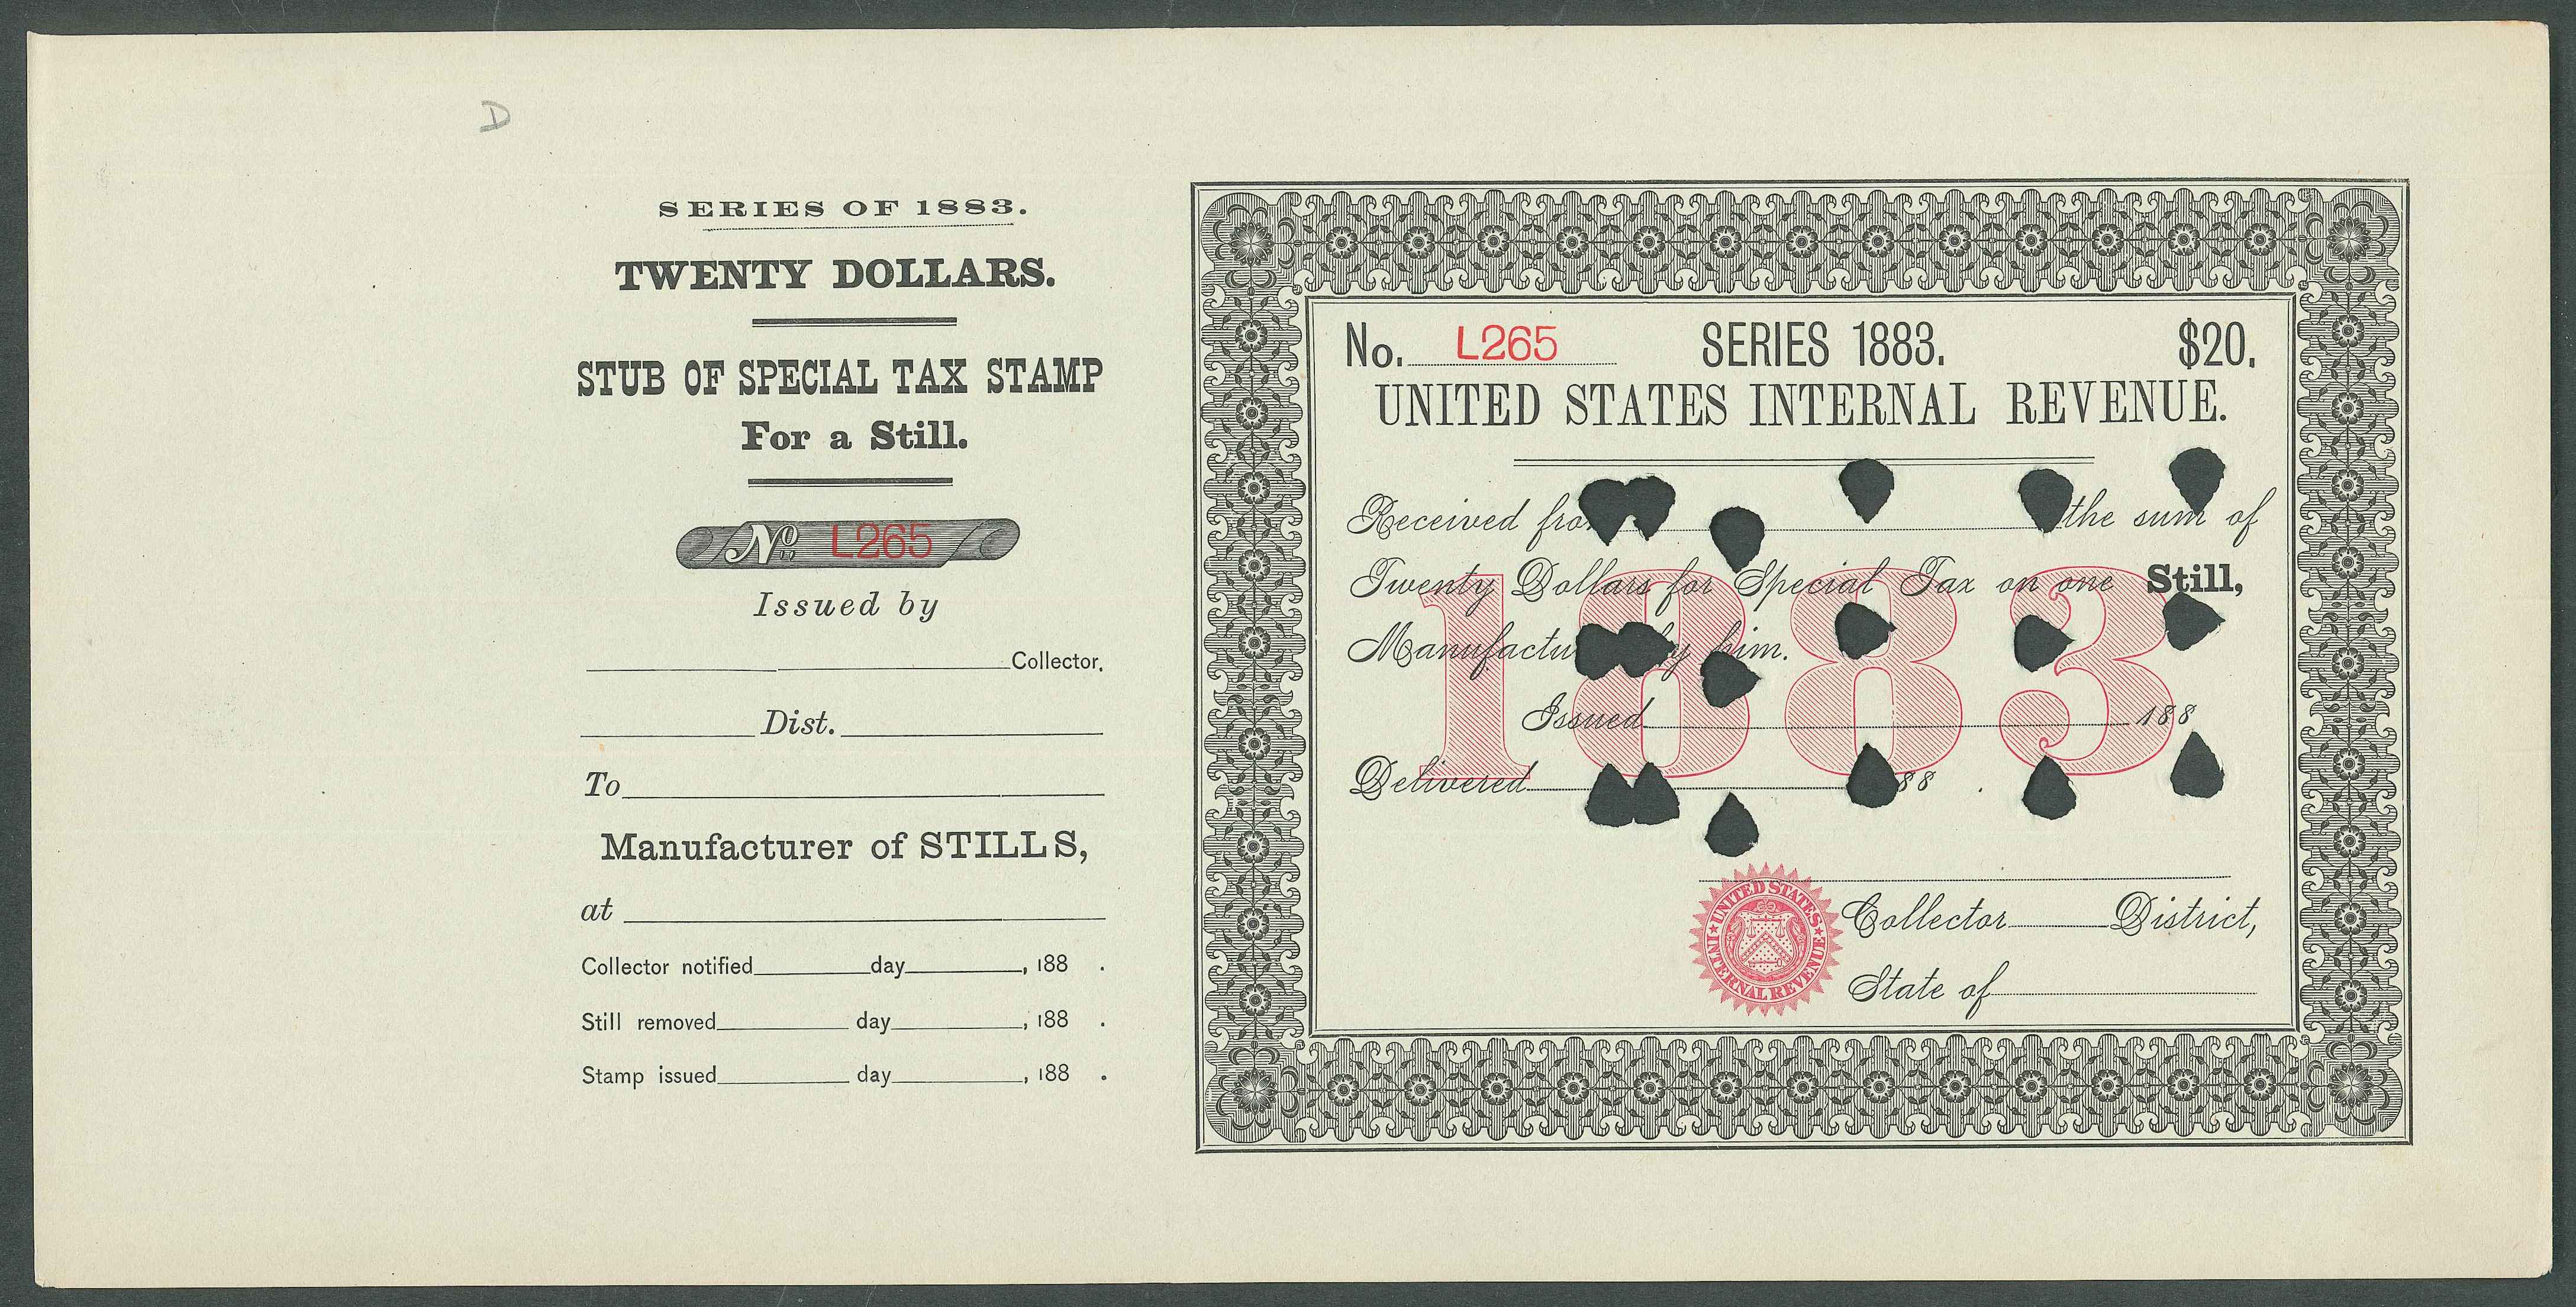 D
SERIES OF 1883.
TWENTY DOLLARS.
STUB OF SPECIAL TAX STAMP
For a Still.
No. L265
Issued by
Collector.
Dist.
To
Manufacturer of STILLS,
at
Collector notified day , 188 .
Still removed day , 188 .
Stamp issued day , 188 .
No. L265 SERIES 1883. $20.
UNITED STATES INTERNAL REVENUE.
Received the sum of
Twenty Dollars for Special Tax on one Still,
him.
1883
Issued 188
Delivered 88 .
UNITED STATES ★ INTERNAL REVENUE ★
Collector District,
State of